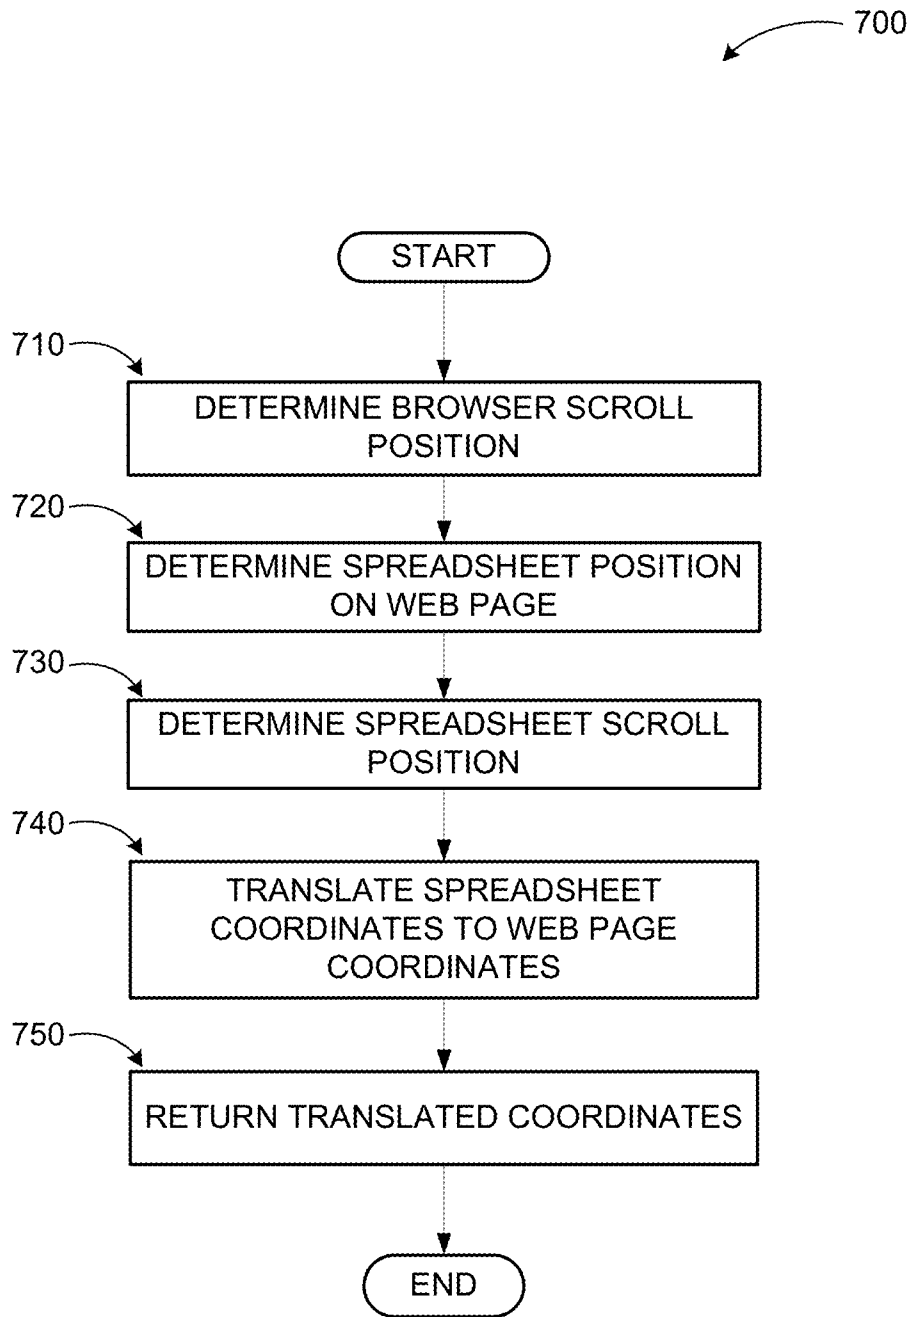 700
START
710
DETERMINE BROWSER SCROLL
POSITION
720
DETERMINE SPREADSHEET POSITION
ON WEB PAGE
730
DETERMINE SPREADSHEET SCROLL
POSITION
740
TRANSLATE SPREADSHEET
COORDINATES TO WEB PAGE
COORDINATES
750
RETURN TRANSLATED COORDINATES
END